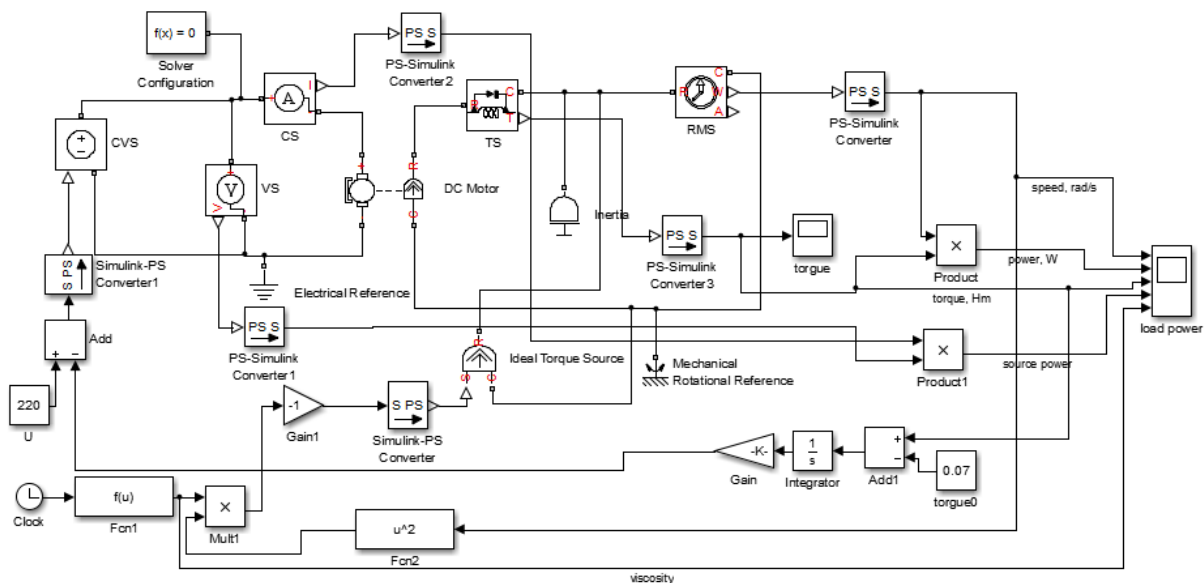 f(x) = 0
Solver
Configuration
PS S
PS-Simulink
Converter2
I
A
CS
CVS
V
V
VS
DC Motor
R
C
R
C
T
TS
R
C
W
A
RMS
PS S
PS-Simulink
Converter
speed, rad/s
Inertia
S PS
Simulink-PS
Converter1
Electrical Reference
PS S
PS-Simulink
Converter3
torgue
Product
power, W
torque, Hm
load power
Add
PS S
PS-Simulink
Converter1
R
S
C
Ideal Torque Source
Mechanical
Rotational Reference
Product1
source power
220
U
-1
Gain1
S PS
Simulink-PS
Converter
-K-
Gain
1
s
Integrator
Add1
0.07
torgue0
Clock
f(u)
Fcn1
Mult1
u^2
Fcn2
viscosity